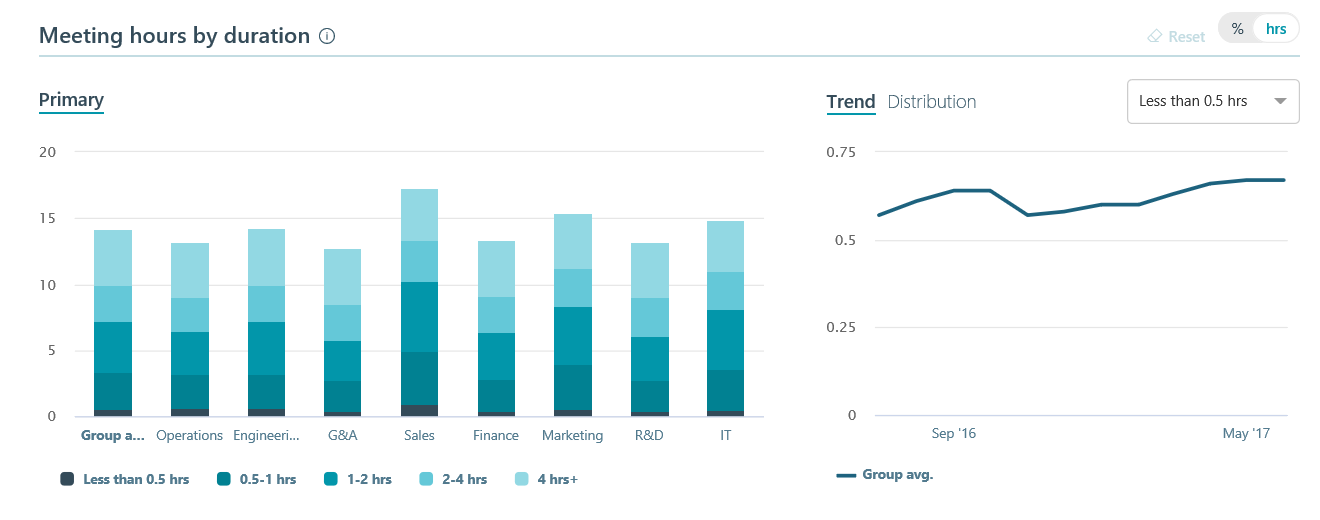 Meeting hours by duration
Reset
% hrs
Primary
Trend Distribution
Less than 0.5 hrs
20
15
10
5
0
Group a... Operations Engineeri... G&A Sales Finance Marketing R&D IT
Less than 0.5 hrs 0.5-1 hrs 1-2 hrs 2-4 hrs 4 hrs+
0.75
0.5
0.25
0
Sep '16 May '17
Group avg.